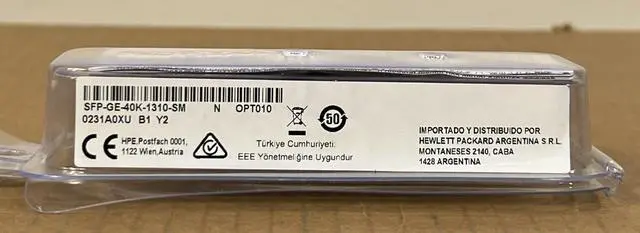 SFP-GE-40K-1310-SM N OPT010
0231A0XU B1 Y2
CE HPE,Postfach 0001,
1122 Wien,Austria
50
Türkiye Cumhuriyeti:
EEE Yönetmeliğine Uygundur
IMPORTADO Y DISTRIBUIDO POR
HEWLETT PACKARD ARGENTINA S R L
MONTANESES 2140, CABA
1428 ARGENTINA